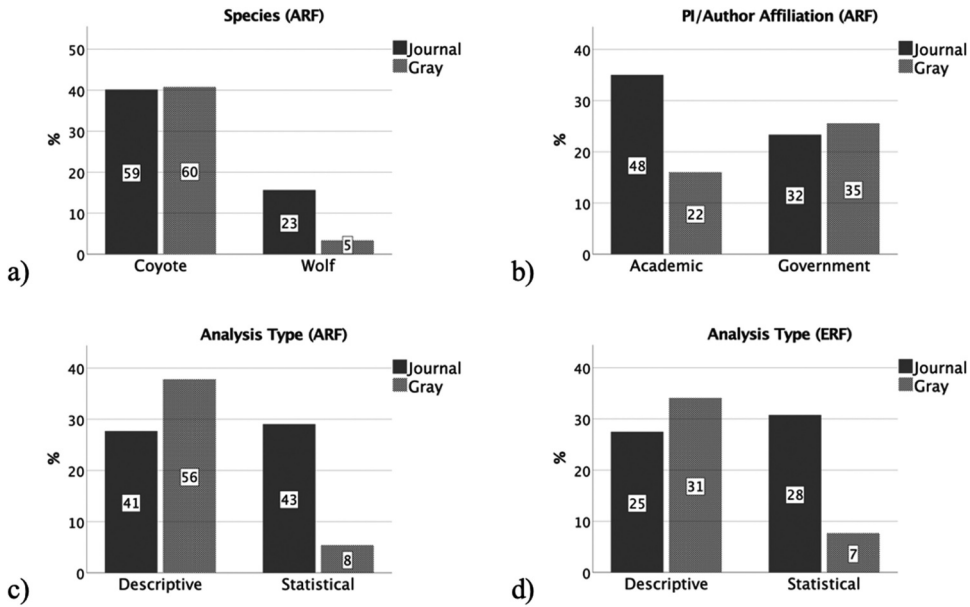 Species (ARF)
50
40
30
20
10
0
%
59
60
23
5
Coyote
Wolf
Journal
Gray
a)
PI/Author Affiliation (ARF)
40
30
20
10
0
%
48
22
32
35
Academic
Government
Journal
Gray
b)
Analysis Type (ARF)
40
30
20
10
0
%
41
56
43
8
Descriptive
Statistical
Journal
Gray
c)
Analysis Type (ERF)
40
30
20
10
0
%
25
31
28
7
Descriptive
Statistical
Journal
Gray
d)